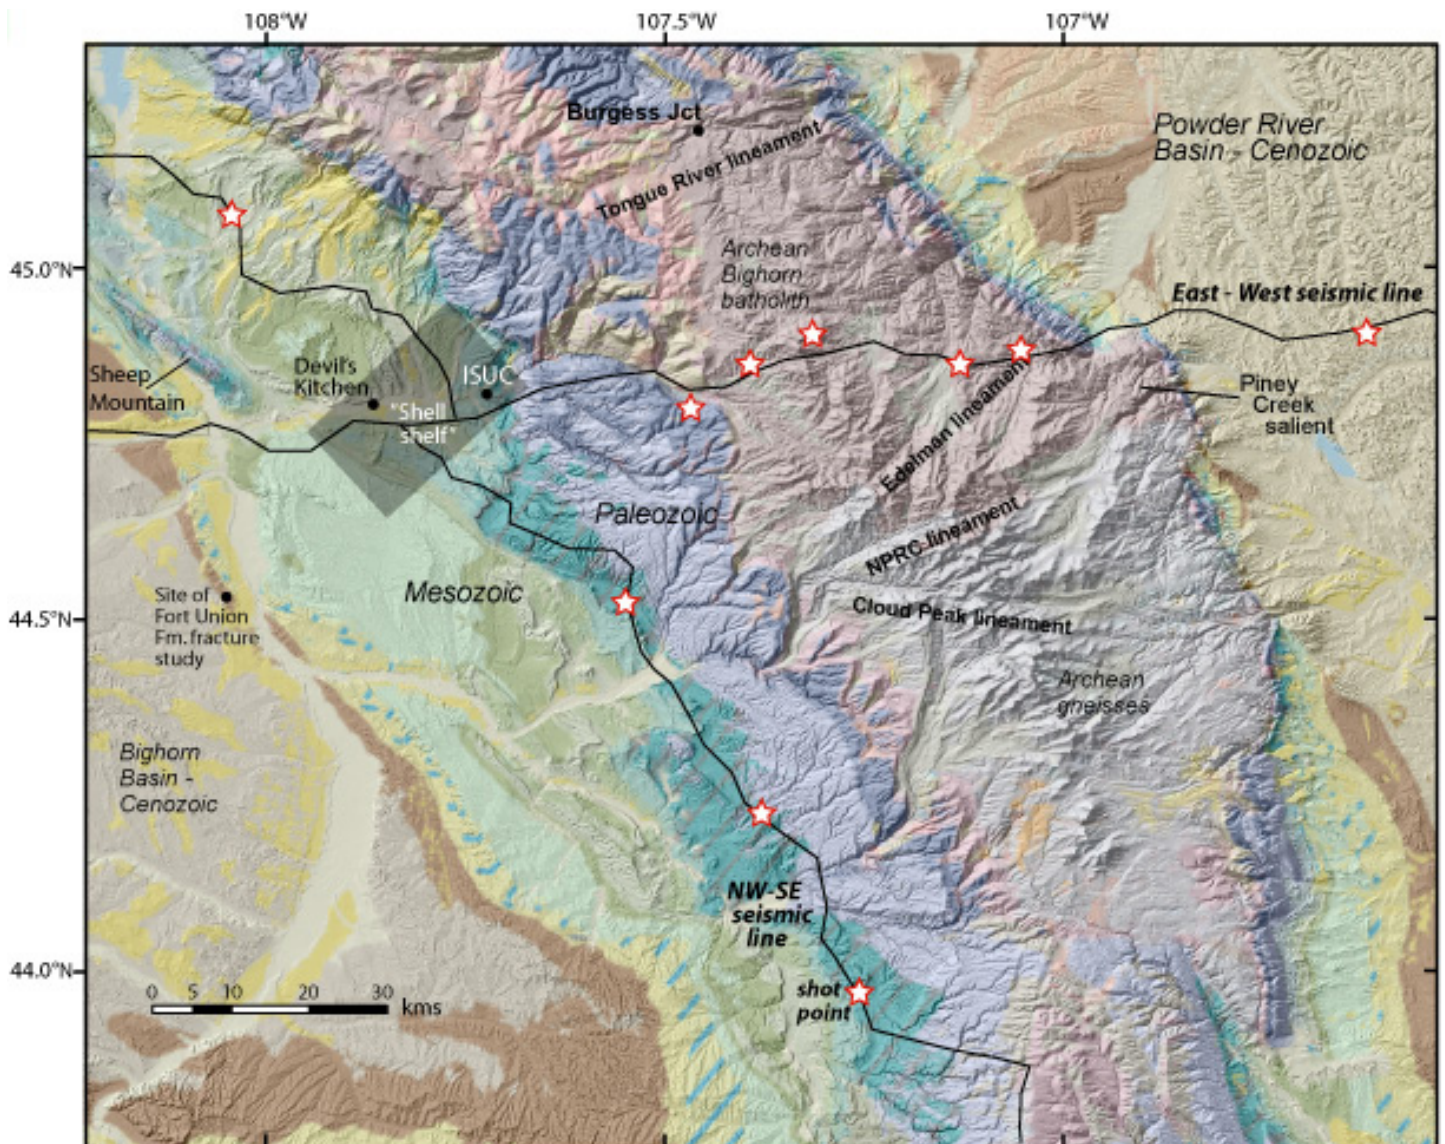 108°W
107.5°W
107°W
Burgess Jct
Tongue River lineament
Powder River
Basin - Cenozoic
Archean
Bighorn
batholith
45.0°N
East - West seismic line
Sheep
Mountain
Devil's
Kitchen
ISUC
"Shell
shelf"
Piney
Creek
salient
Edelman lineament
Paleozoic
NPRC lineament
Mesozoic
Site of
Fort Union
Fm. fracture
study
44.5°N
Cloud Peak lineament
Archean
gneisses
Bighorn
Basin -
Cenozoic
NW-SE
seismic
line
44.0°N
shot
point
0 5 10 20 30 kms